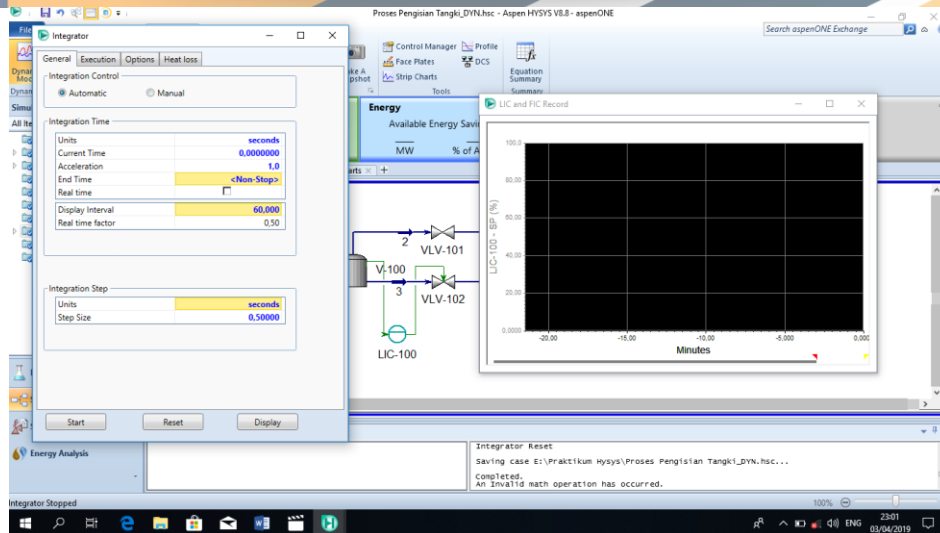 Proses Pengisian Tangki_DYN.hsc - Aspen HYSYS V8.8 - aspenONE
File
Search aspenONE Exchange
Integrator
General Execution Options Heat loss
Integration Control
Automatic Manual
Integration Time
Units seconds
Current Time 0,0000000
Acceleration 1,0
End Time <Non-Stop>
Real time
Display Interval 60,000
Real time factor 0,50
Integration Step
Units seconds
Step Size 0,50000
Start Reset Display
Control Manager Profile
Face Plates DCS
Strip Charts
Equation
Summary
Tools
Summary
Energy
MW
% of A
2
VLV-101
V-100
3
VLV-102
LIC-100
LIC and FIC Record
LIC-100 - SP (%)
100,0
80,00
60,00
40,00
20,00
0,0000
-20,00 -15,00 -10,00 -5,000 0,000
Minutes
Energy Analysis
Integrator Reset
Saving case E:\Praktikum Hysys\Proses Pengisian Tangki_DYN.hsc...
Completed.
An Invalid math operation has occurred.
Integrator Stopped
100%
ENG
23:01
03/04/2019